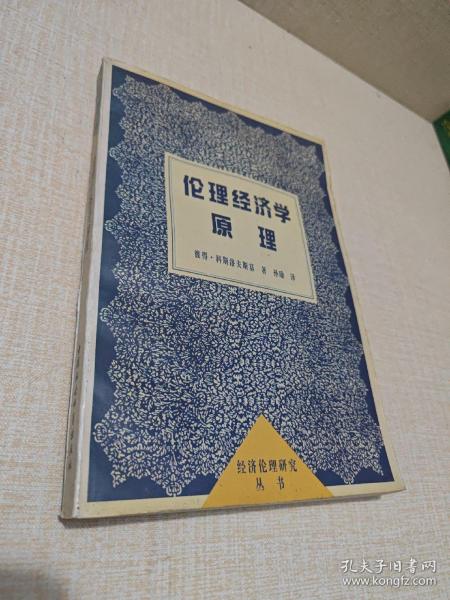 伦理经济学
原理
彼得·科斯洛夫斯基 著 孙瑜 译
经济伦理研究
丛书
孔夫子旧书网
www.kongfz.com